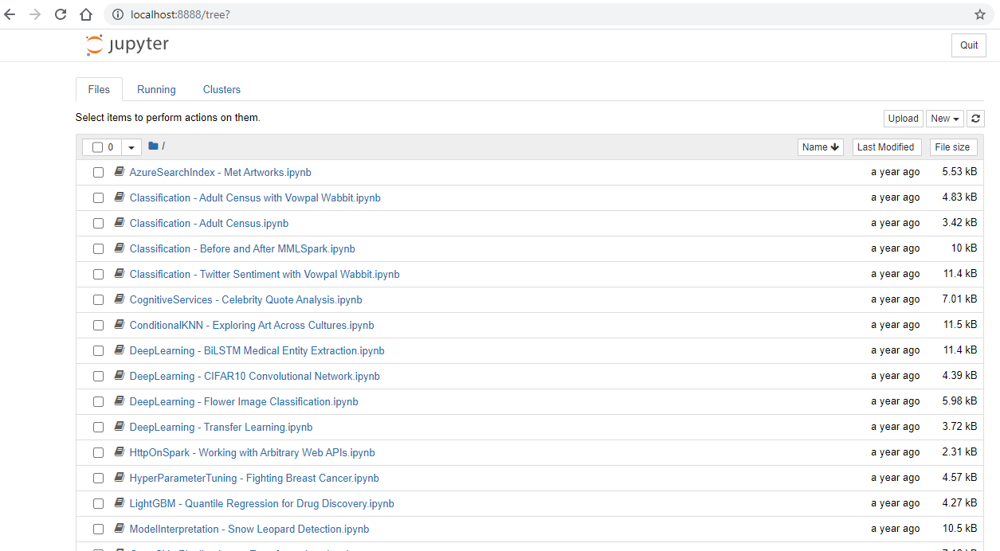 localhost:8888/tree?
jupyter
Quit
Files Running Clusters
Select items to perform actions on them.
Upload New
0 / Name Last Modified File size
AzureSearchIndex - Met Artworks.ipynb a year ago 5.53 kB
Classification - Adult Census with Vowpal Wabbit.ipynb a year ago 4.83 kB
Classification - Adult Census.ipynb a year ago 3.42 kB
Classification - Before and After MMLSpark.ipynb a year ago 10 kB
Classification - Twitter Sentiment with Vowpal Wabbit.ipynb a year ago 11.4 kB
CognitiveServices - Celebrity Quote Analysis.ipynb a year ago 7.01 kB
ConditionalKNN - Exploring Art Across Cultures.ipynb a year ago 11.5 kB
DeepLearning - BiLSTM Medical Entity Extraction.ipynb a year ago 11.4 kB
DeepLearning - CIFAR10 Convolutional Network.ipynb a year ago 4.39 kB
DeepLearning - Flower Image Classification.ipynb a year ago 5.98 kB
DeepLearning - Transfer Learning.ipynb a year ago 3.72 kB
HttpOnSpark - Working with Arbitrary Web APIs.ipynb a year ago 2.31 kB
HyperParameterTuning - Fighting Breast Cancer.ipynb a year ago 4.57 kB
LightGBM - Quantile Regression for Drug Discovery.ipynb a year ago 4.27 kB
ModelInterpretation - Snow Leopard Detection.ipynb a year ago 10.5 kB